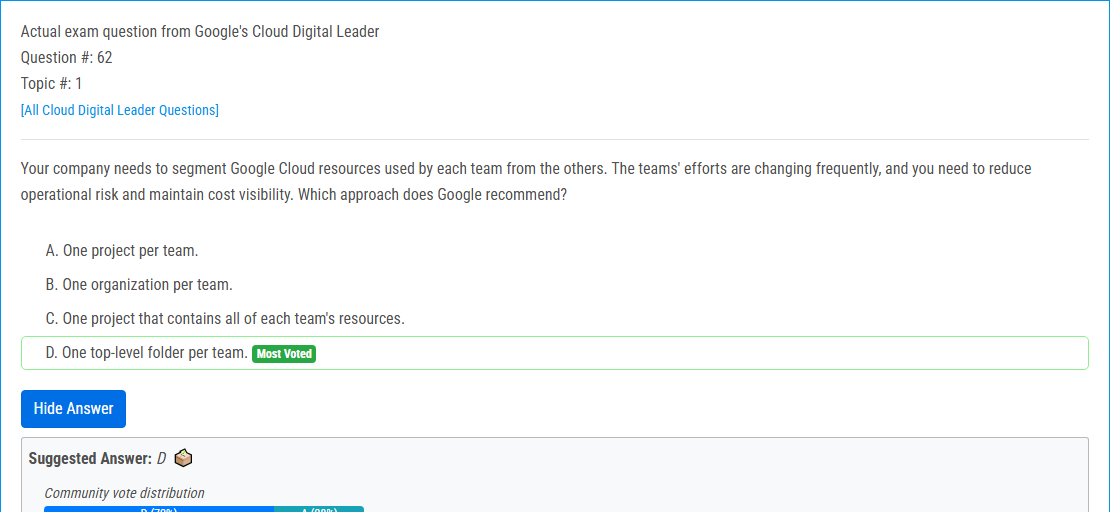 Actual exam question from Google's Cloud Digital Leader
Question #: 62
Topic #: 1
[All Cloud Digital Leader Questions]
Your company needs to segment Google Cloud resources used by each team from the others. The teams' efforts are changing frequently, and you need to reduce
operational risk and maintain cost visibility. Which approach does Google recommend?
A. One project per team.
B. One organization per team.
C. One project that contains all of each team's resources.
D. One top-level folder per team. Most Voted
Hide Answer
Suggested Answer: D
Community vote distribution